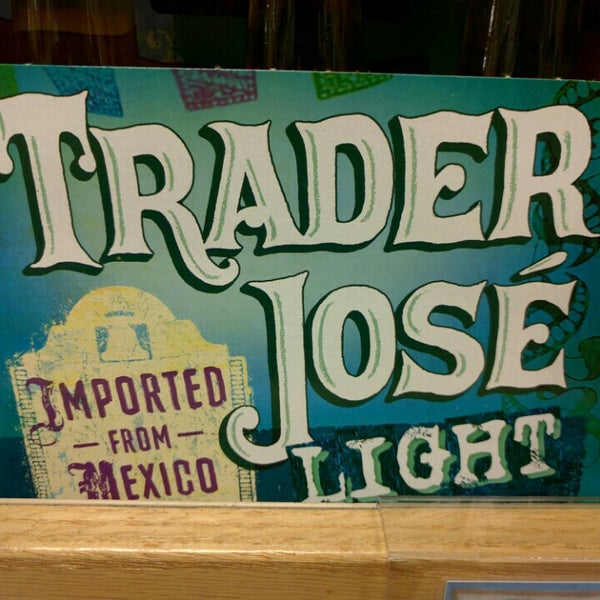 TRADER
JOSÉ
LIGHT
IMPORTED
FROM
MEXICO